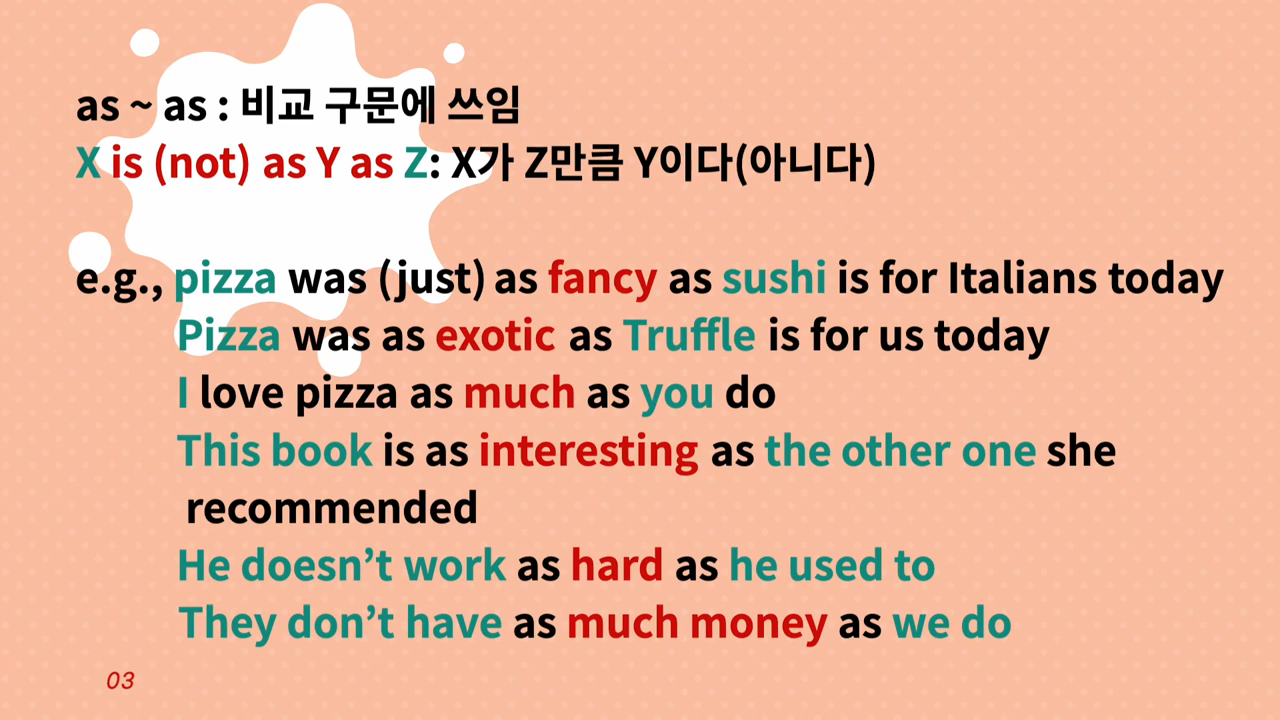 as ~ as : 비교 구문에 쓰임
X is (not) as Y as Z: X가 Z만큼 Y이다(아니다)
e.g., pizza was (just) as fancy as sushi is for Italians today
Pizza was as exotic as Truffle is for us today
I love pizza as much as you do
This book is as interesting as the other one she
recommended
He doesn’t work as hard as he used to
They don’t have as much money as we do
03